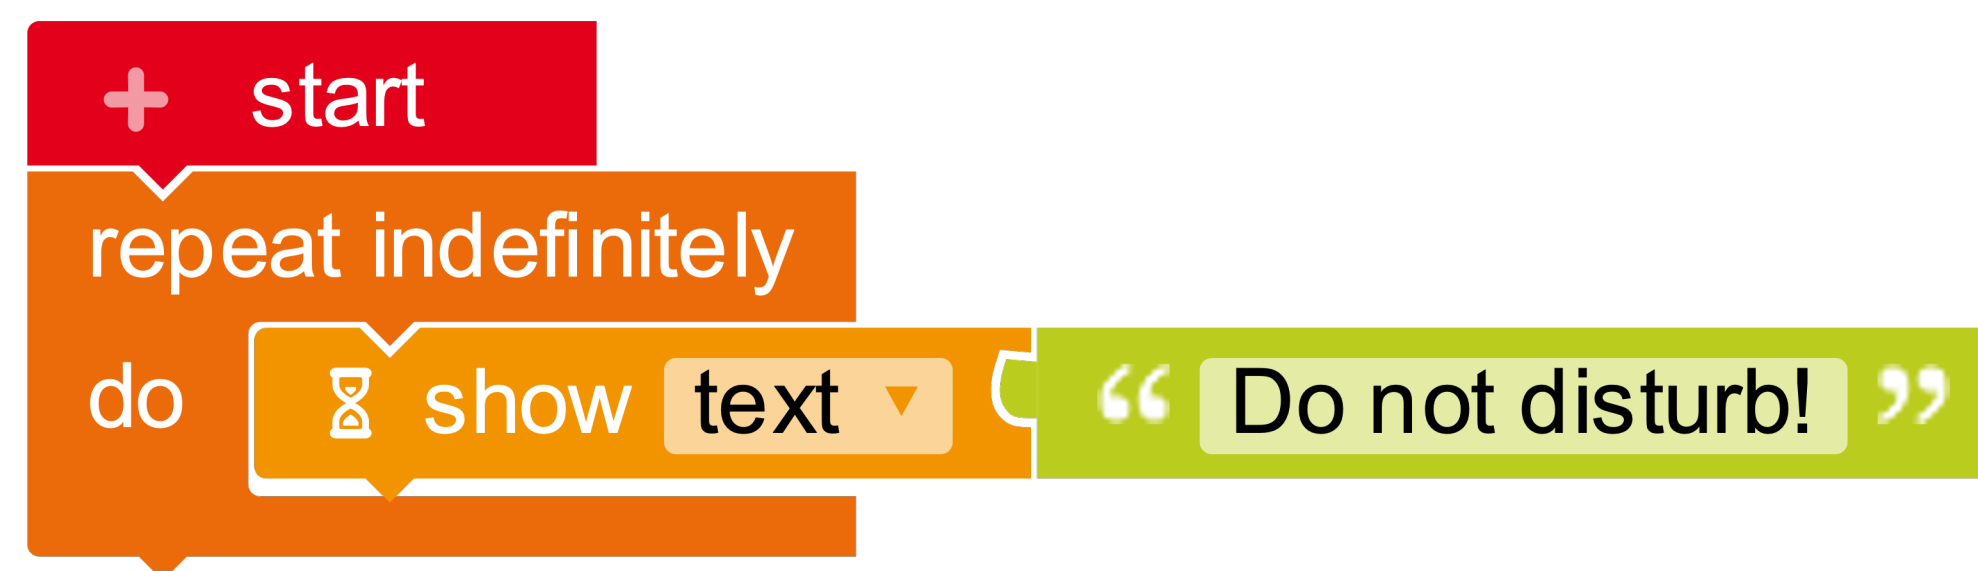 start
repeat indefinitely
do show text “ Do not disturb! ”